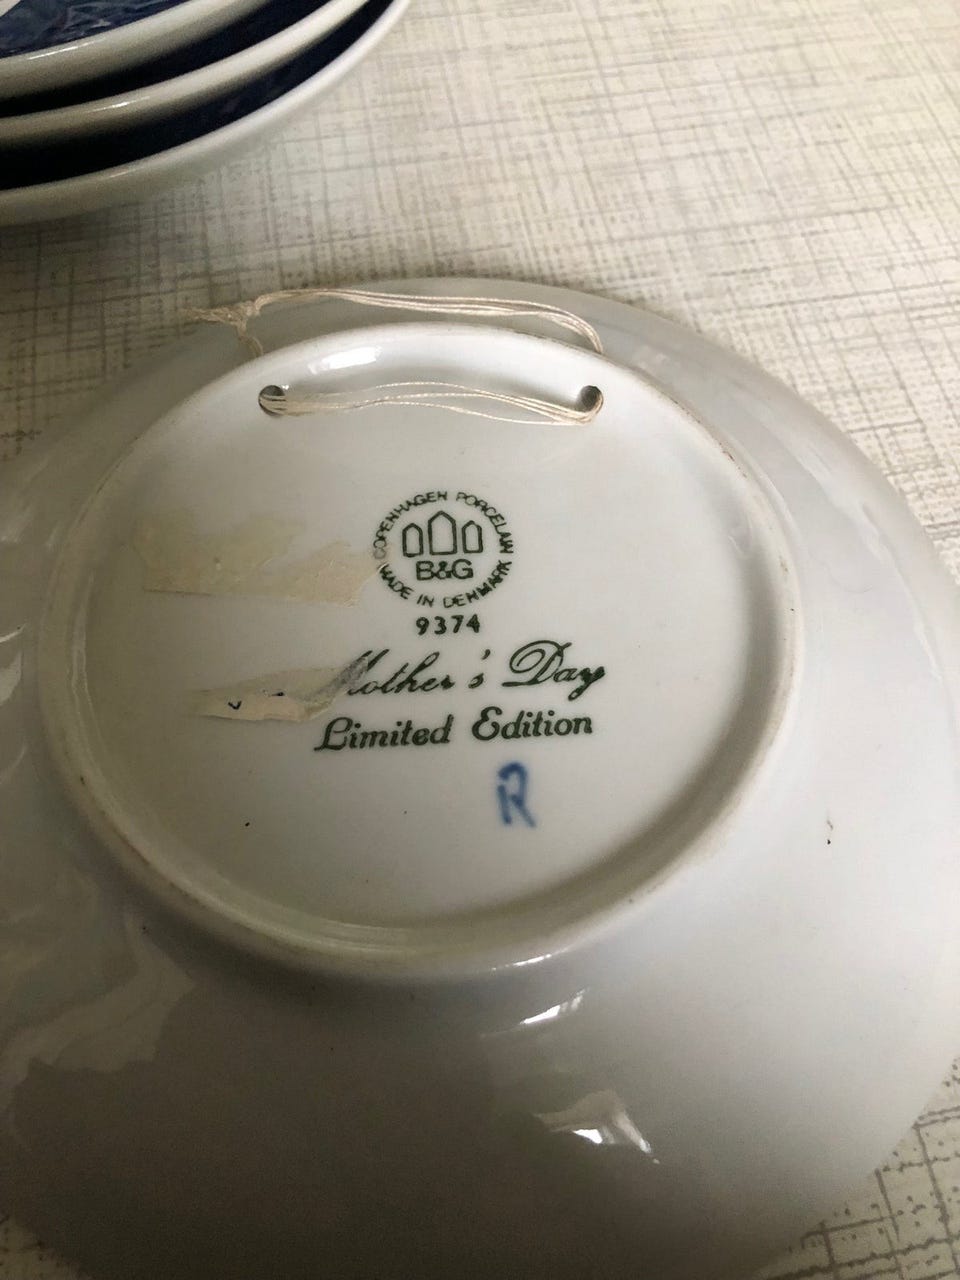 COPENHAGEN PORCELAIN
B&G
MADE IN DENMARK
9374
Mother's Day
Limited Edition
R